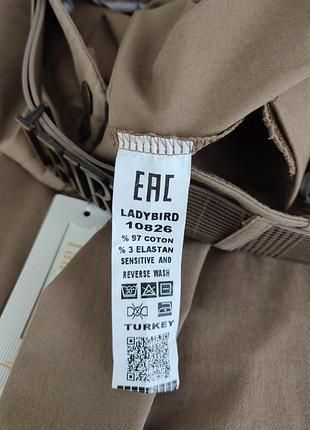 EAC
LADYBIRD
10826
% 97 COTON
% 3 ELASTAN
SENSITIVE AND
REVERSE WASH
TURKEY